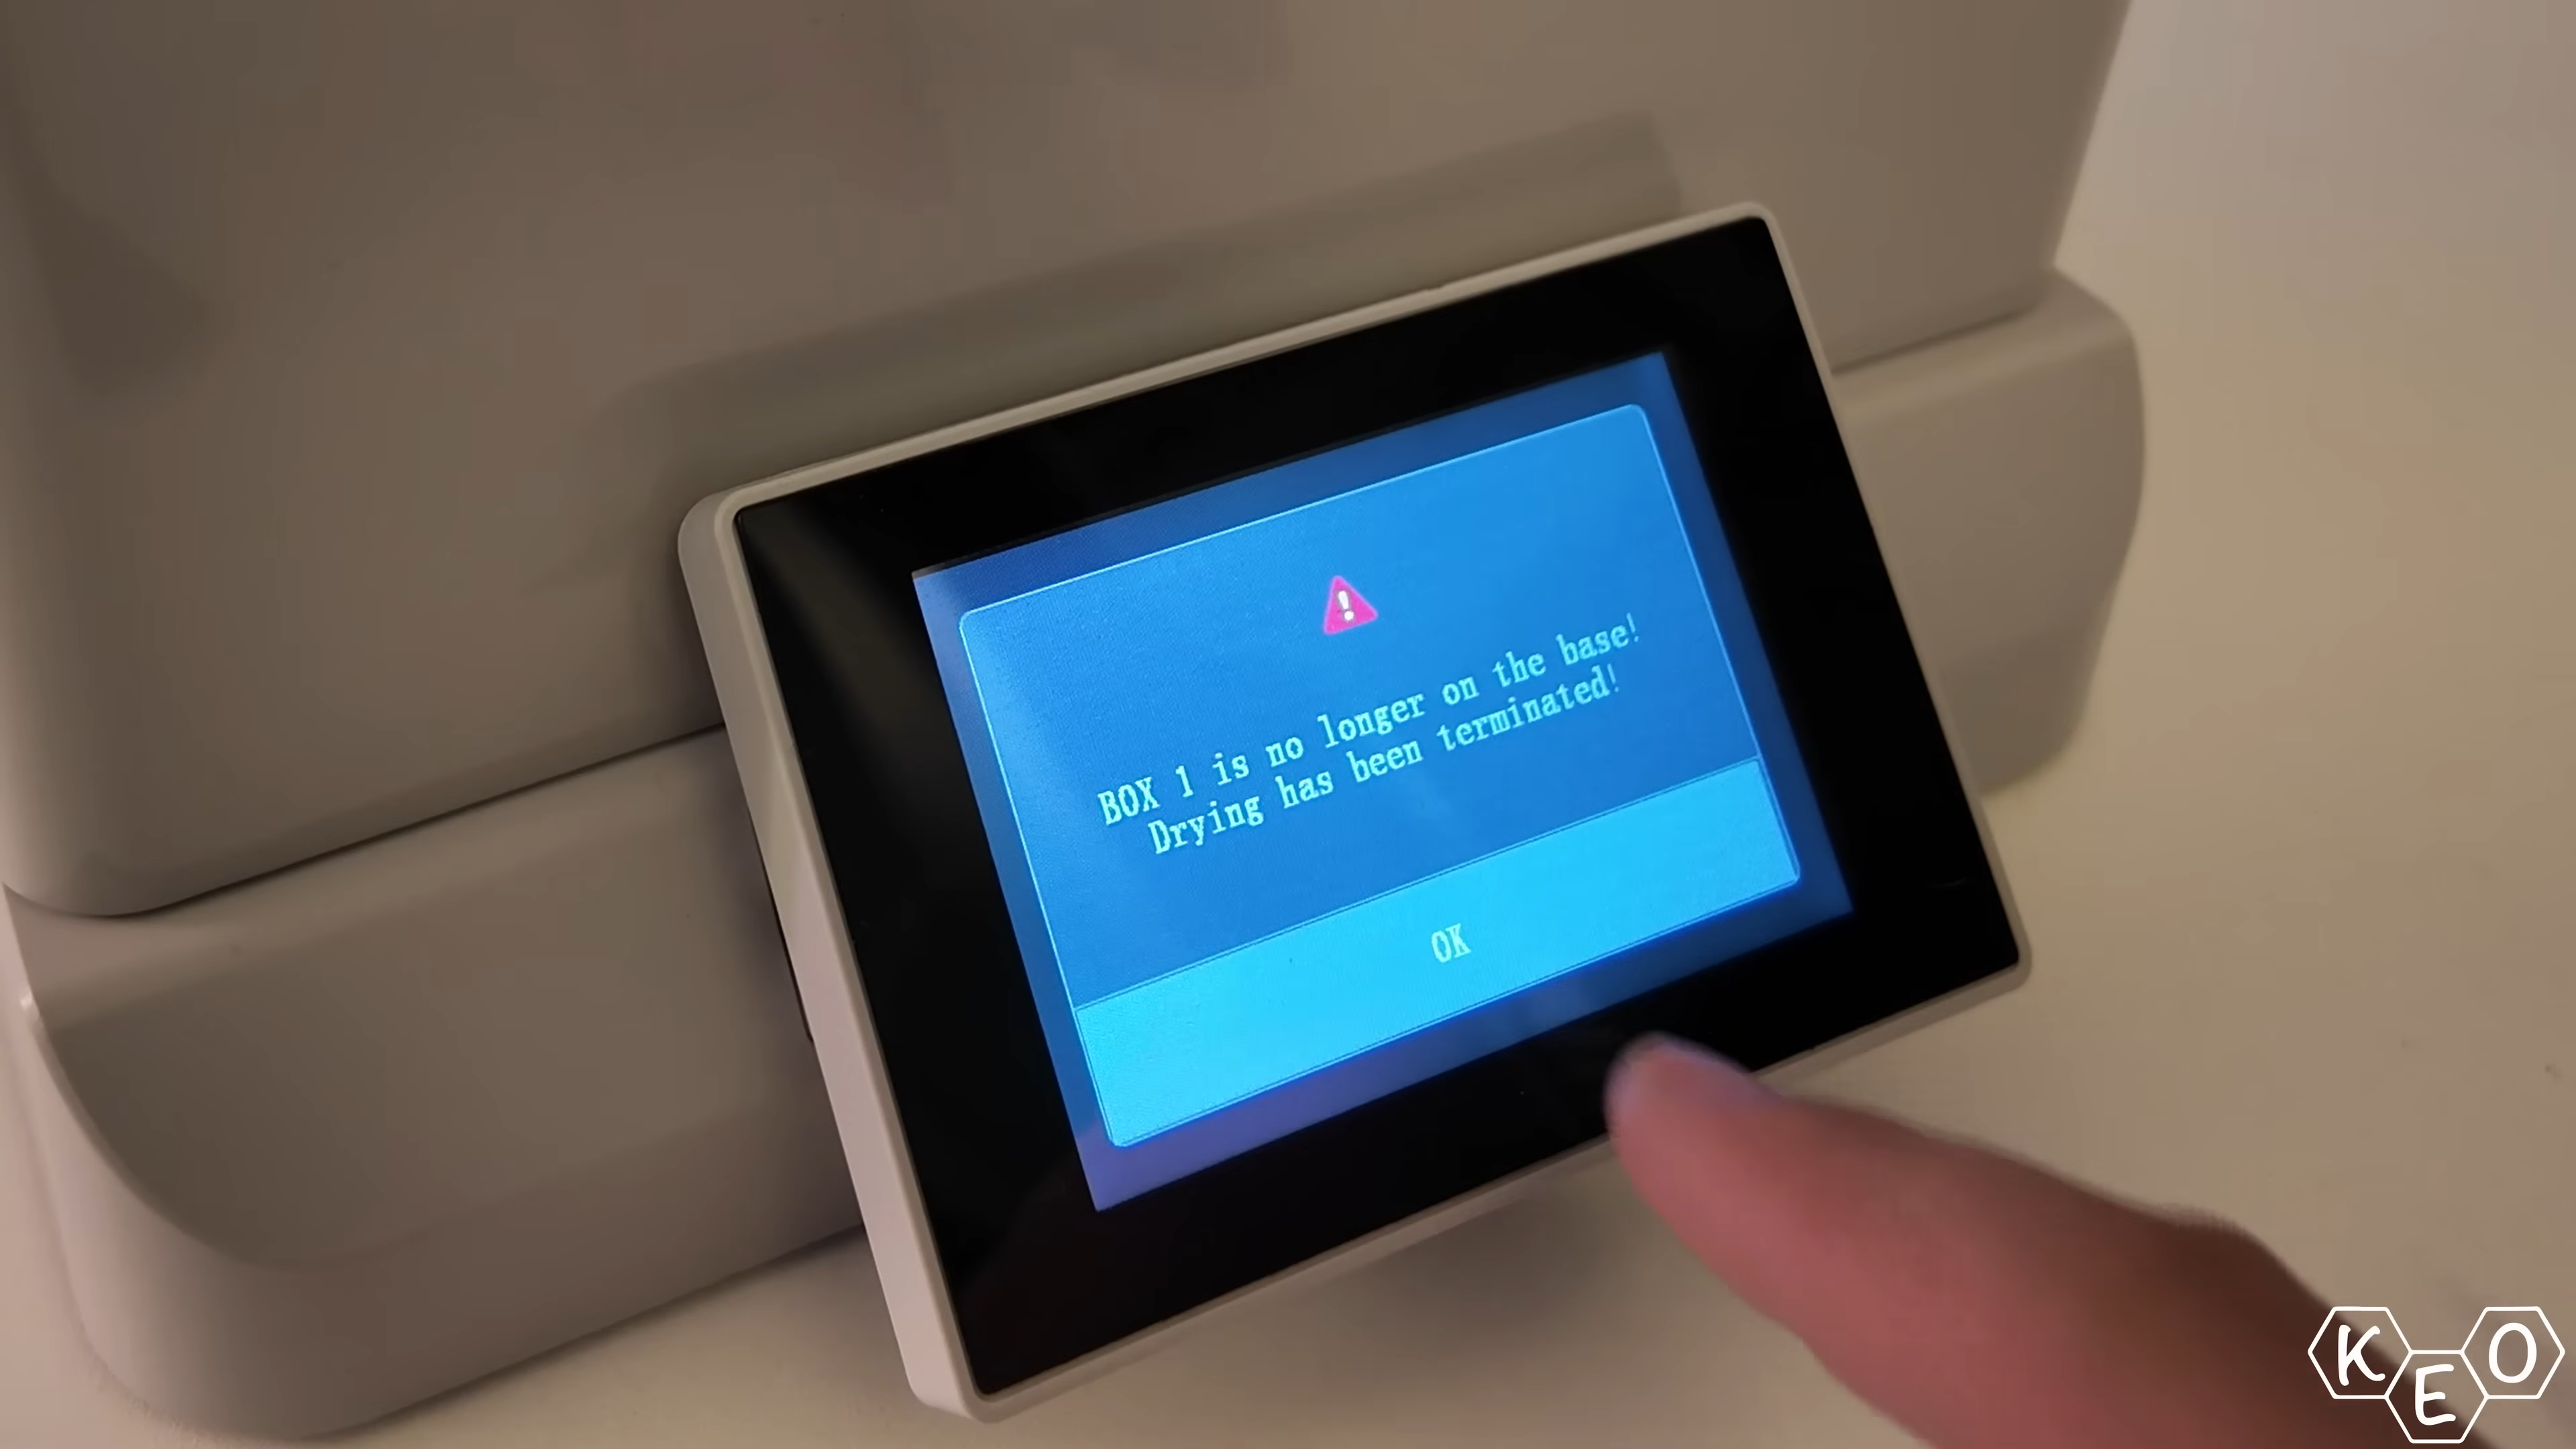 BOX 1 is no longer on the base!
Drying has been terminated!
OK
KEO